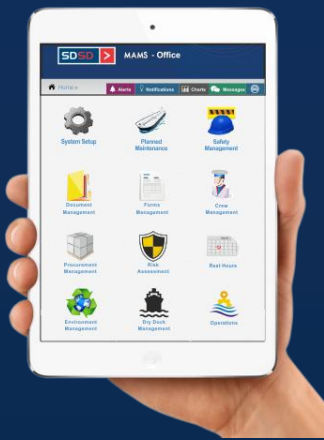 SDSD > MAMS - Office
Home»
Alerts
Notifications
Charts
Messages
System Setup
Planned
Maintenance
Safety
Management
Document
Management
Forms
Management
Crew
Management
Procurement
Management
Risk
Assessment
Rest Hours
Environment
Management
Dry Dock
Management
Operations